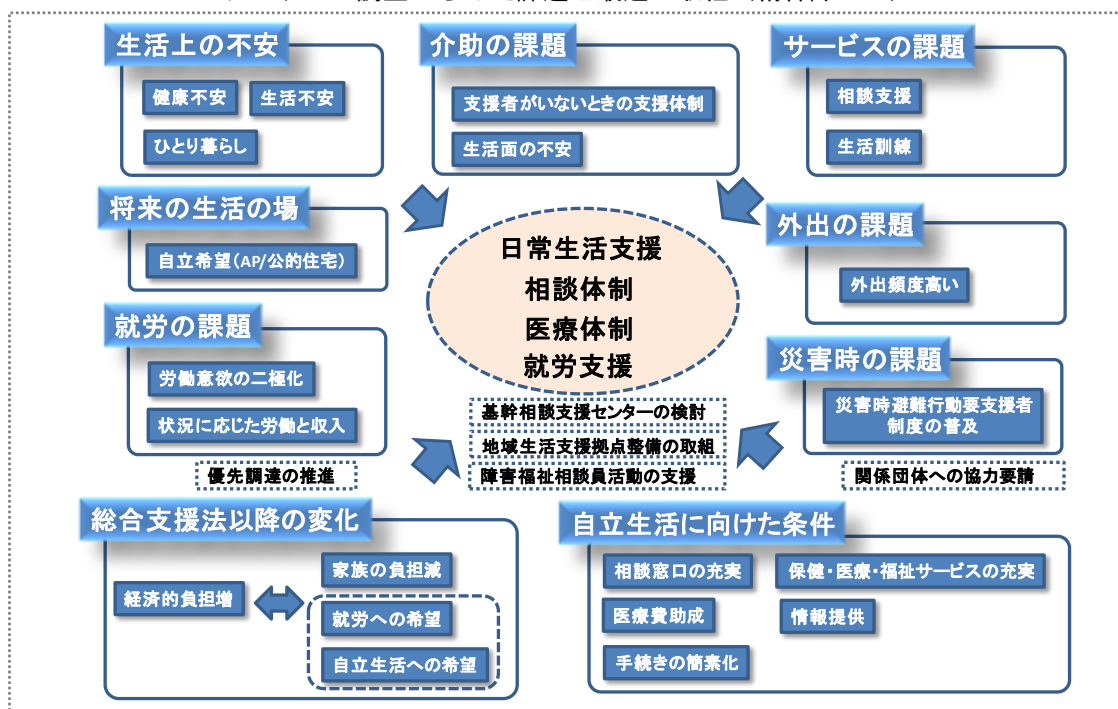 生活上の不安
健康不安
生活不安
ひとり暮らし
介助の課題
支援者がいないときの支援体制
生活面の不安
サービスの課題
相談支援
生活訓練
将来の生活の場
自立希望(AP/公的住宅)
日常生活支援
相談体制
医療体制
就労支援
外出の課題
外出頻度高い
就労の課題
労働意欲の二極化
状況に応じた労働と収入
優先調達の推進
基幹相談支援センターの検討
地域生活支援拠点整備の取組
障害福祉相談員活動の支援
災害時の課題
災害時避難行動要支援者
制度の普及
関係団体への協力要請
総合支援法以降の変化
経済的負担増
家族の負担減
就労への希望
自立生活への希望
自立生活に向けた条件
相談窓口の充実
保健・医療・福祉サービスの充実
医療費助成
情報提供
手続きの簡素化